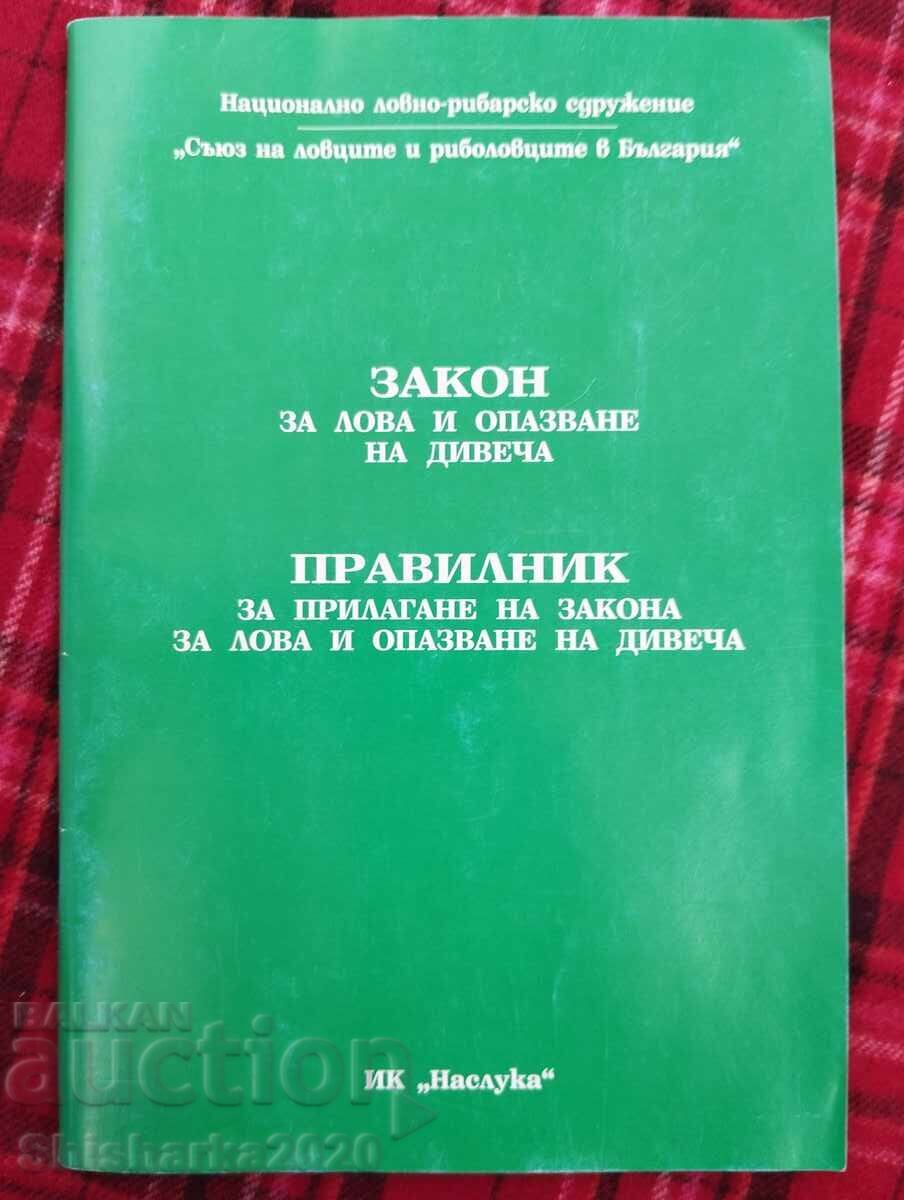 Национално ловно-рибарско сдружение
„Съюз на ловците и риболовците в България“
ЗАКОН
ЗА ЛОВА И ОПАЗВАНЕ
НА ДИВЕЧА
ПРАВИЛНИК
ЗА ПРИЛАГАНЕ НА ЗАКОНА
ЗА ЛОВА И ОПАЗВАНЕ НА ДИВЕЧА
BALKAN
auction
ИК „Наслука“
Shisharka2020